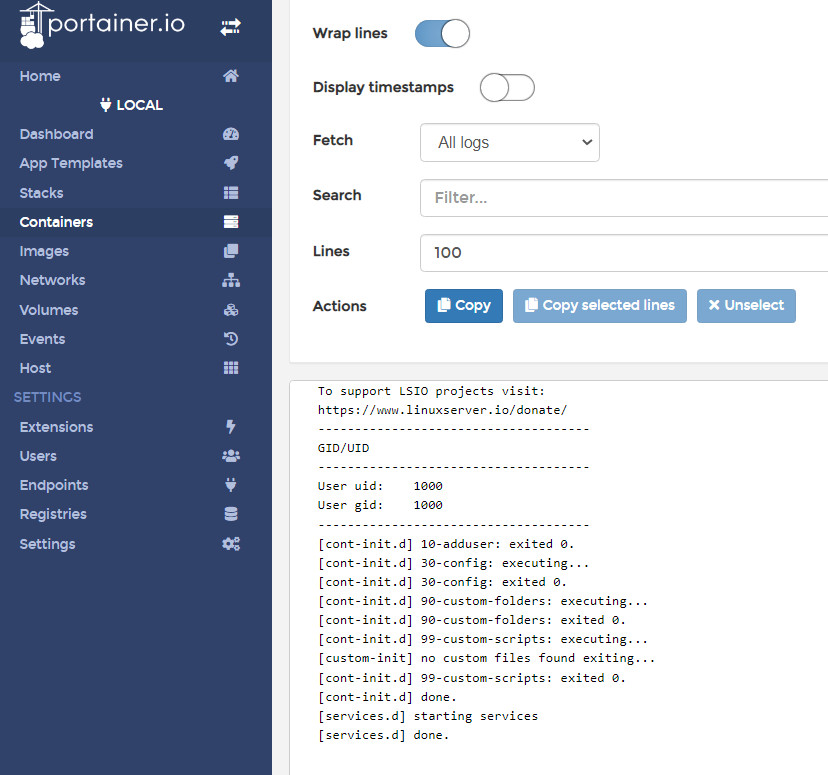 portainer.io
Home
LOCAL
Dashboard
App Templates
Stacks
Containers
Images
Networks
Volumes
Events
Host
SETTINGS
Extensions
Users
Endpoints
Registries
Settings
Wrap lines
Display timestamps
Fetch All logs
Search Filter...
Lines 100
Actions Copy Copy selected lines Unselect
To support LSIO projects visit:
https://www.linuxserver.io/donate/
-------------------------------------
GID/UID
-------------------------------------
User uid:    1000
User gid:    1000
-------------------------------------
[cont-init.d] 10-adduser: exited 0.
[cont-init.d] 30-config: executing...
[cont-init.d] 30-config: exited 0.
[cont-init.d] 90-custom-folders: executing...
[cont-init.d] 90-custom-folders: exited 0.
[cont-init.d] 99-custom-scripts: executing...
[custom-init] no custom files found exiting...
[cont-init.d] 99-custom-scripts: exited 0.
[cont-init.d] done.
[services.d] starting services
[services.d] done.